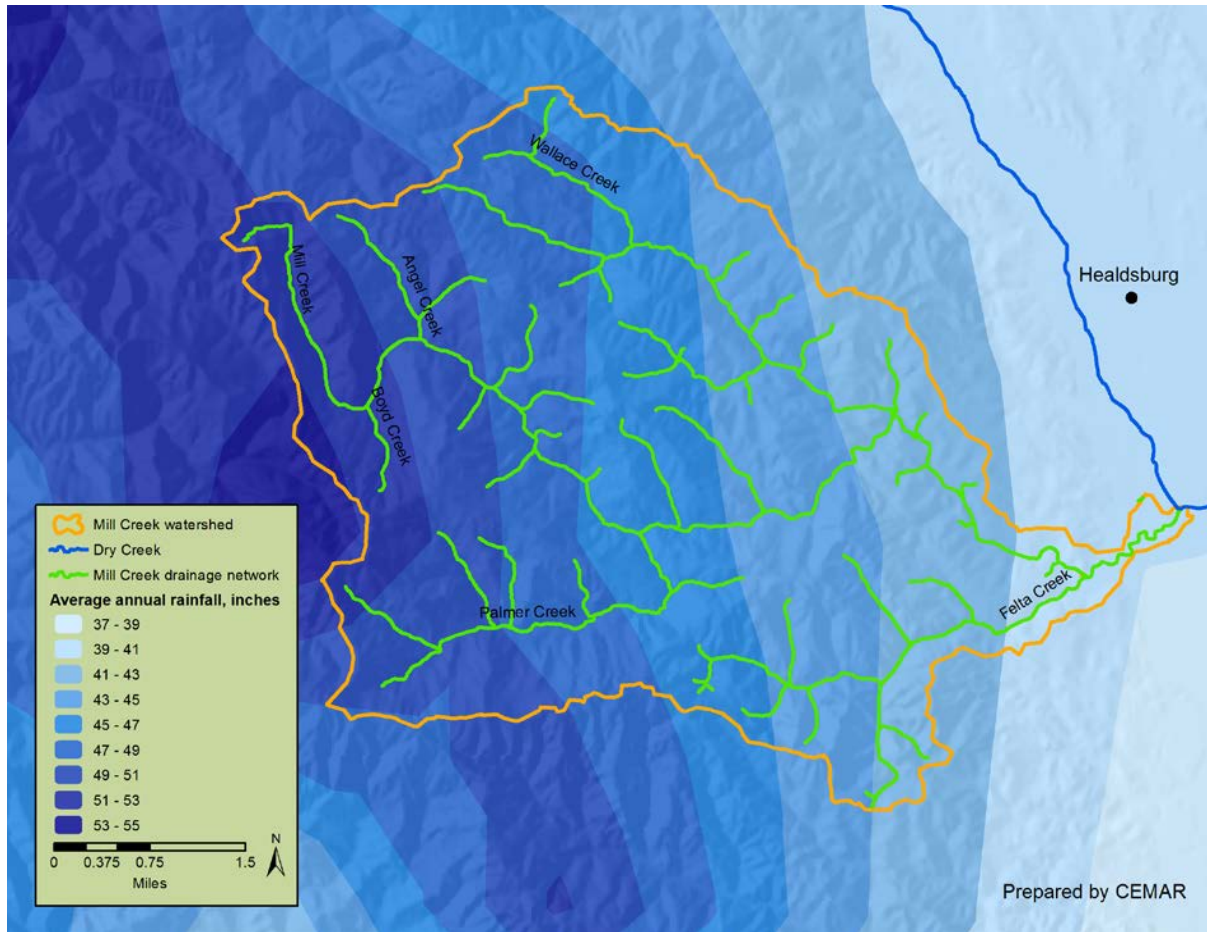 Wallace Creek
Mill Creek
Angel Creek
Healdsburg
Boyd Creek
Palmer Creek
Felta Creek
Mill Creek watershed
Dry Creek
Mill Creek drainage network
Average annual rainfall, inches
37 - 39
39 - 41
41 - 43
43 - 45
45 - 47
47 - 49
49 - 51
51 - 53
53 - 55
N
0 0.375 0.75 1.5
Miles
Prepared by CEMAR